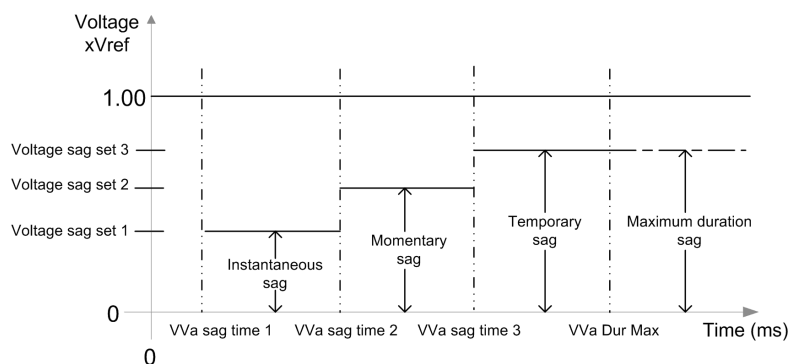 Voltage
xVref
1.00
Voltage sag set 3
Voltage sag set 2
Voltage sag set 1
Instantaneous
sag
Momentary
sag
Temporary
sag
Maximum duration
sag
0
VVa sag time 1
VVa sag time 2
VVa sag time 3
VVa Dur Max
Time (ms)
0